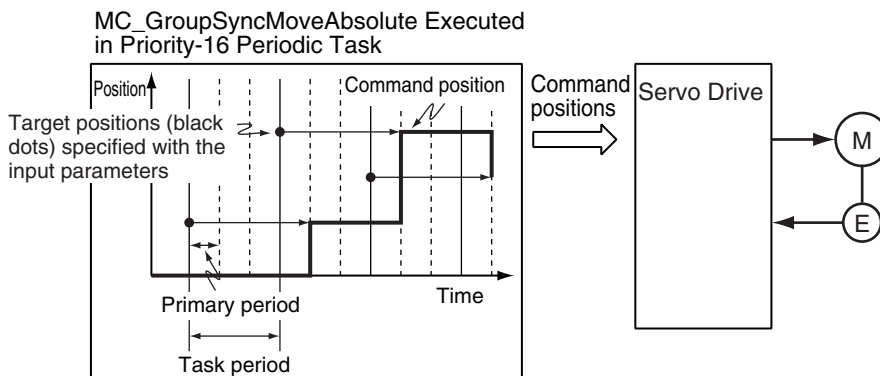 MC_GroupSyncMoveAbsolute Executed
in Priority-16 Periodic Task
Position
Command position
Target positions (black
dots) specified with the
input parameters
Primary period
Time
Task period
Command
positions
Servo Drive
M
E